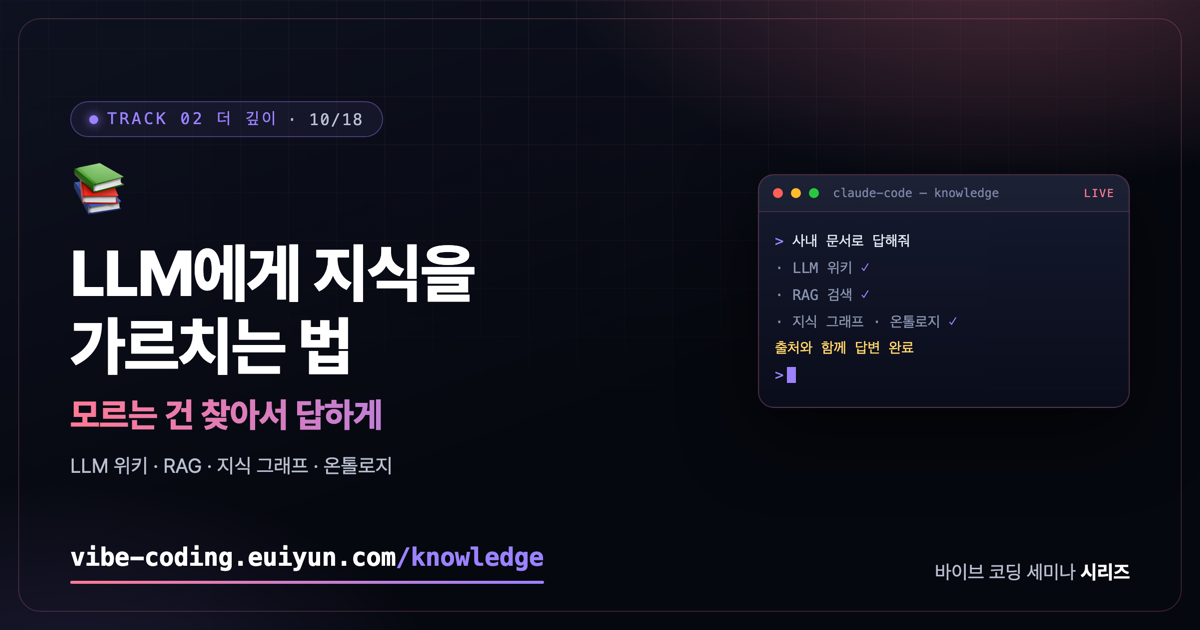 TRACK 02 더 깊이 · 10/18
LLM에게 지식을
가르치는 법
모르는 건 찾아서 답하게
LLM 위키 · RAG · 지식 그래프 · 온톨로지
vibe-coding.euiyun.com/knowledge
claude-code — knowledge
LIVE
> 사내 문서로 답해줘
· LLM 위키 ✓
· RAG 검색 ✓
· 지식 그래프 · 온톨로지 ✓
출처와 함께 답변 완료
>
바이브 코딩 세미나 시리즈